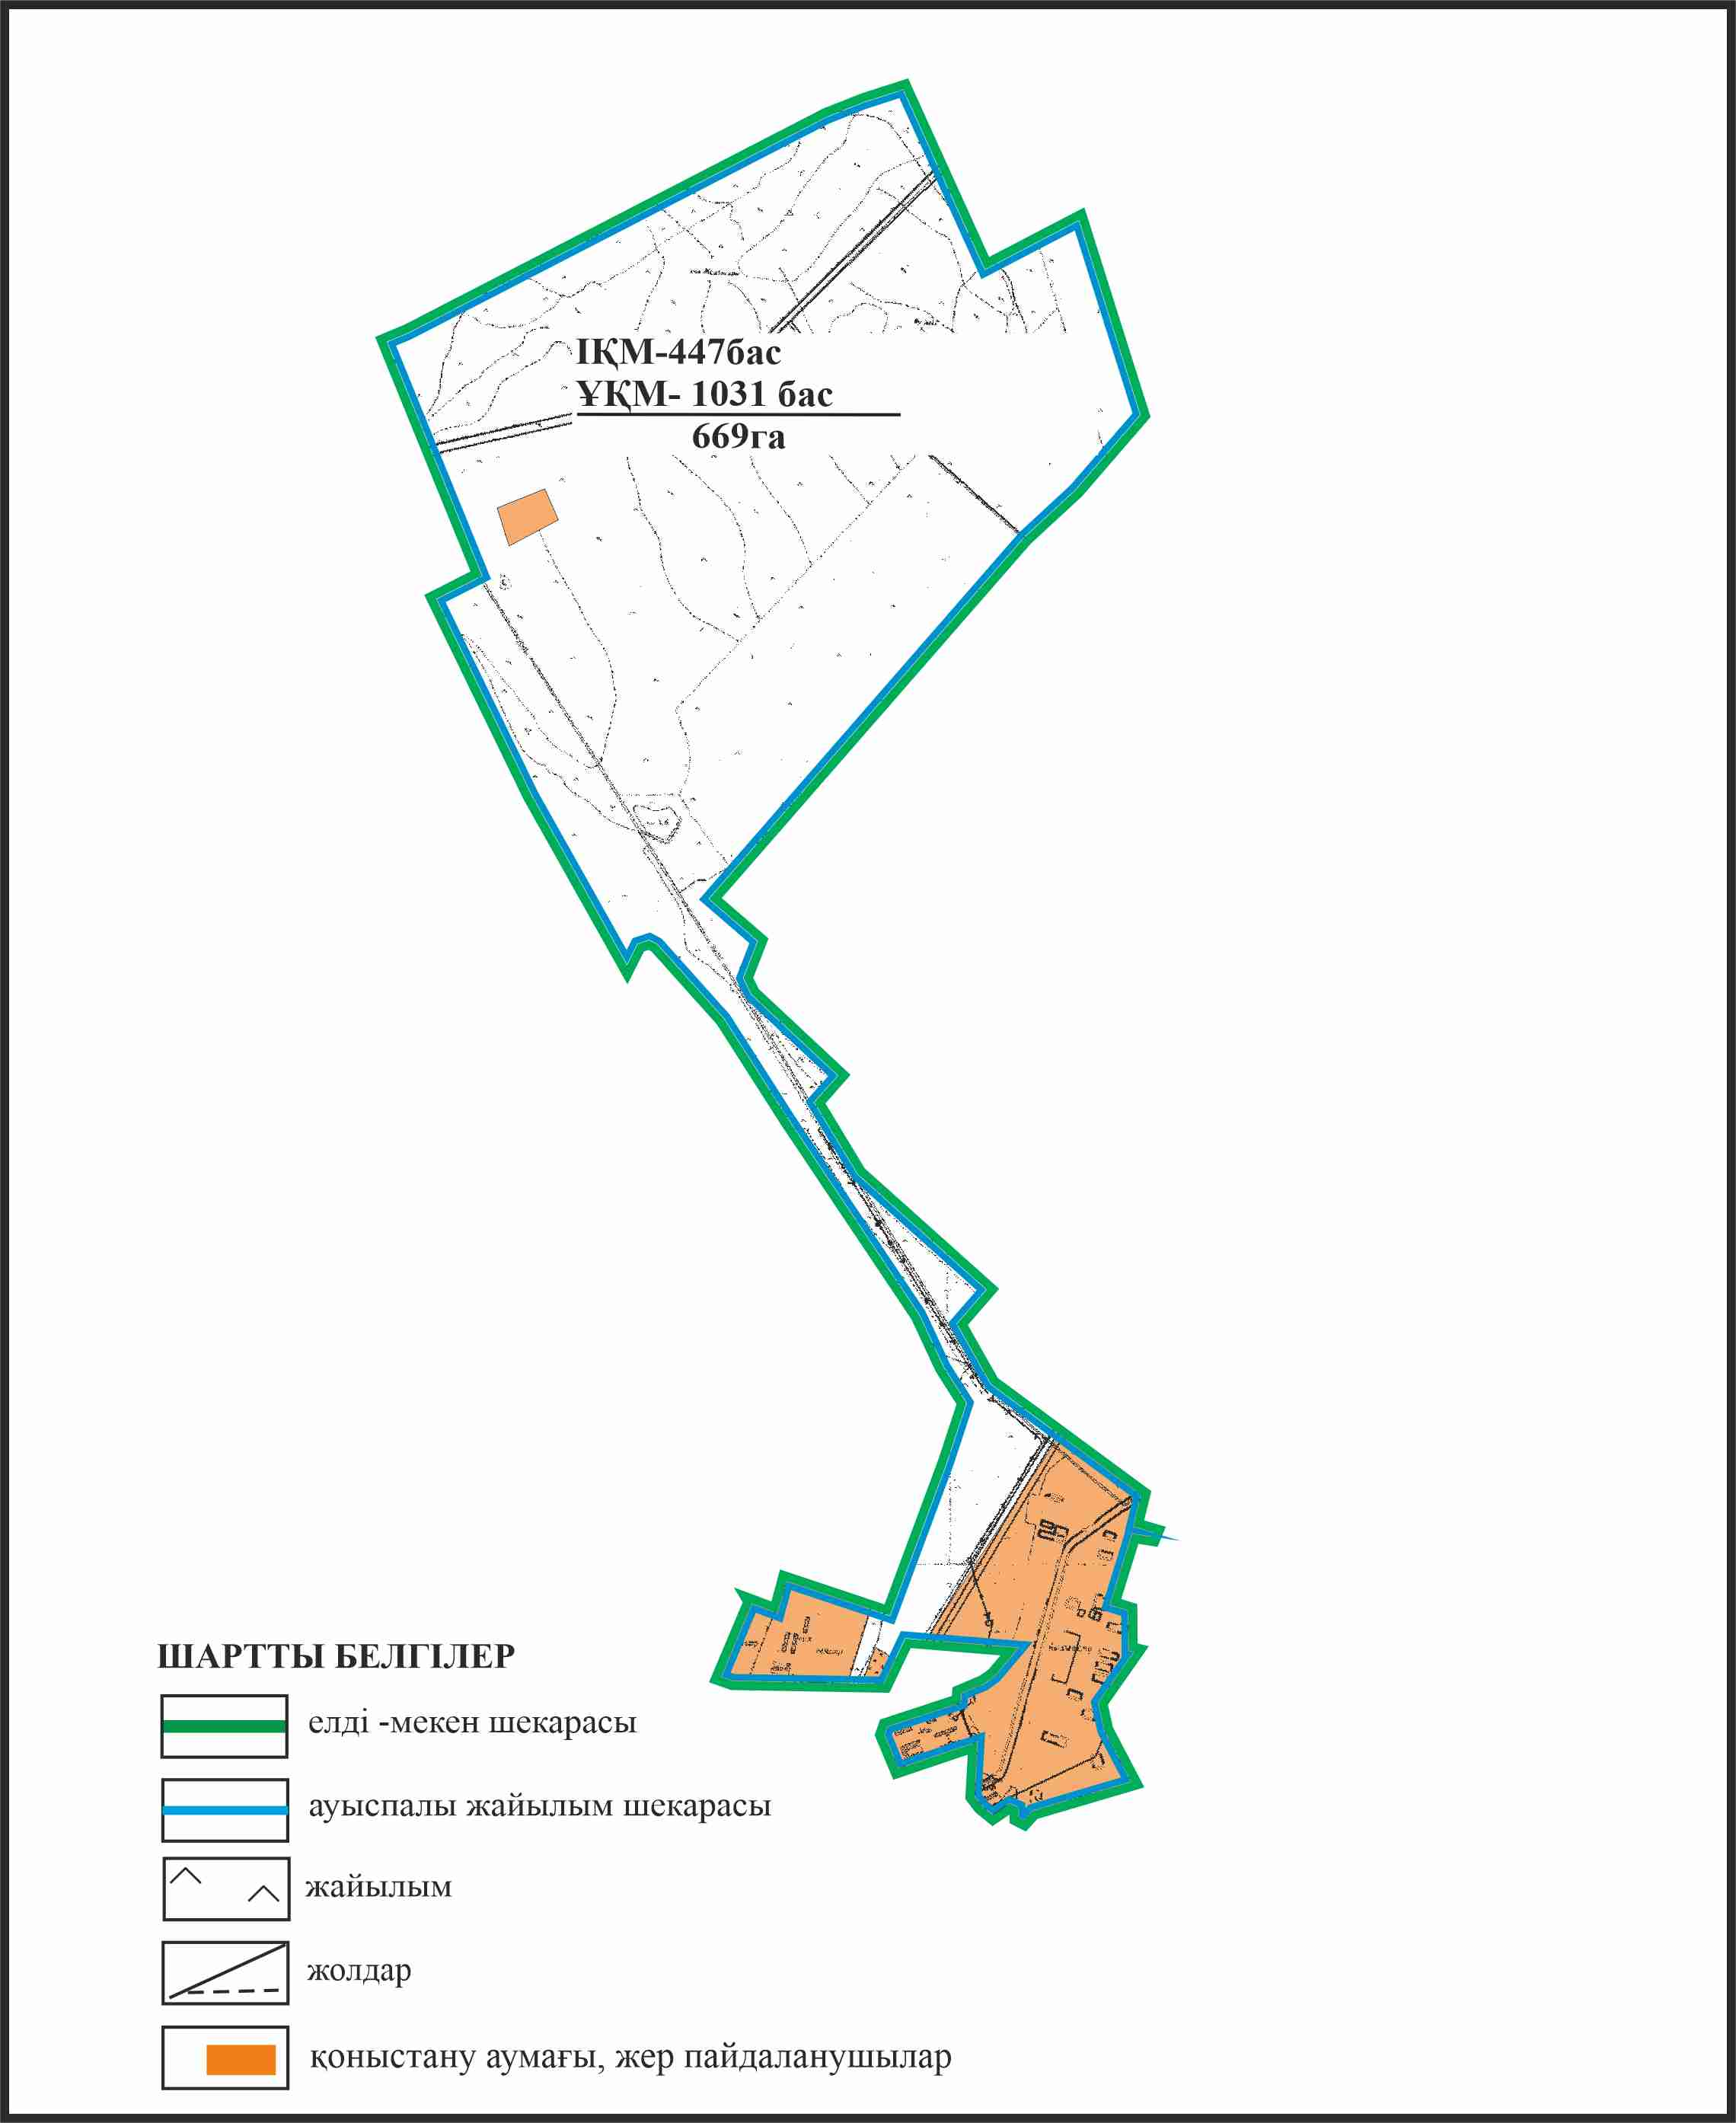 ІҚМ-447бас
ҰҚМ- 1031 бас
669га
ШАРТТЫ БЕЛГІЛЕР
елді -мекен шекарасы
ауыспалы жайылым шекарасы
жайылым
жолдар
қоныстану аумағы, жер пайдаланушылар